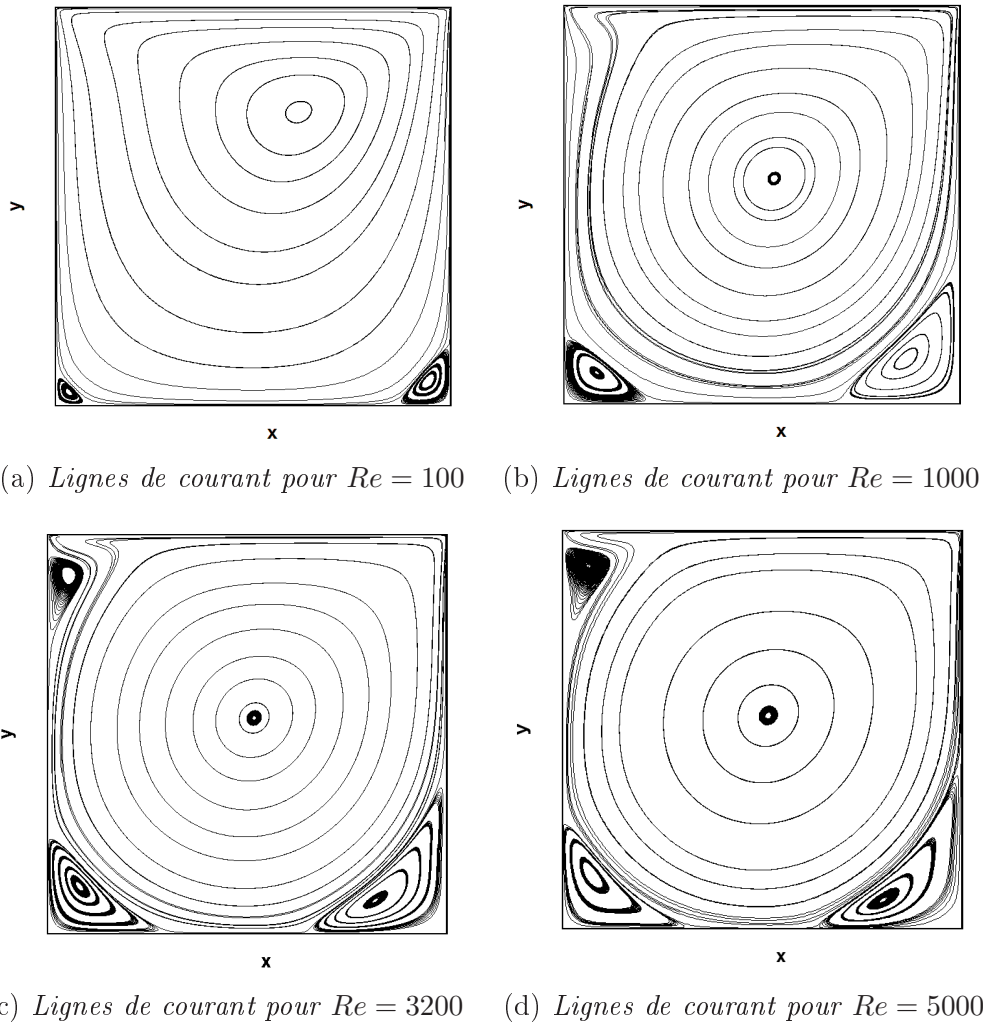 y
y
x
x
(a) Lignes de courant pour Re = 100
(b) Lignes de courant pour Re = 1000
y
y
x
x
c) Lignes de courant pour Re = 3200
(d) Lignes de courant pour Re = 5000